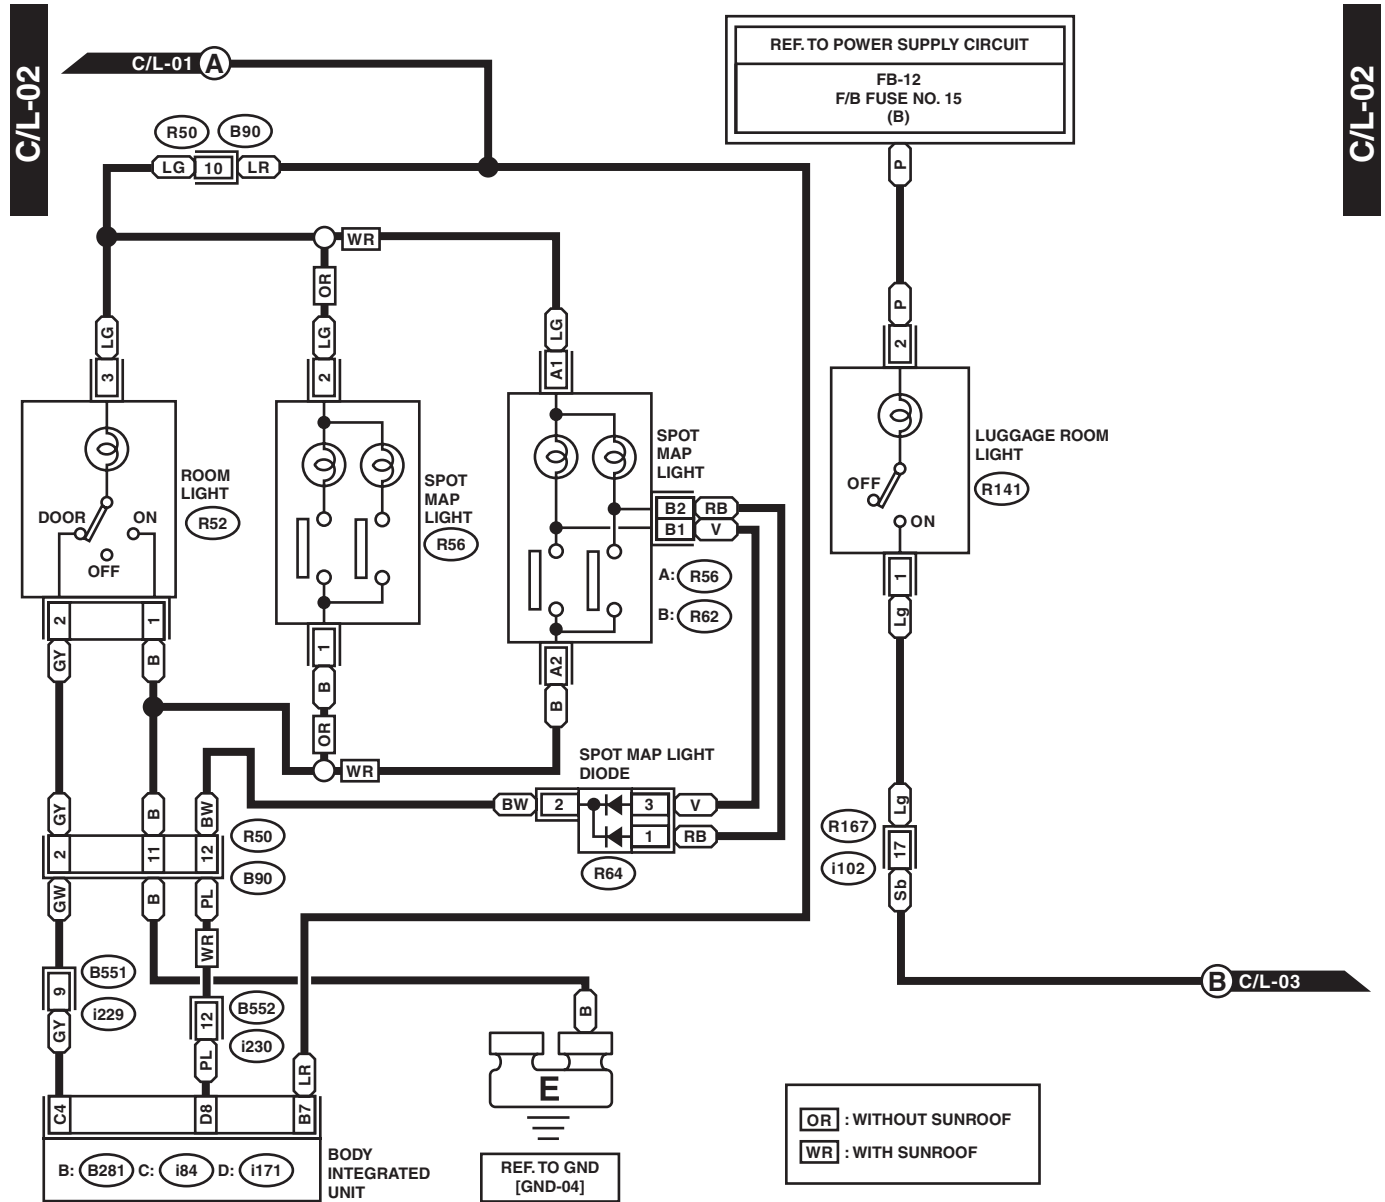 C/L-02
C/L-02
C/L-01 A
REF. TO POWER SUPPLY CIRCUIT
FB-12
F/B FUSE NO. 15
(B)
R50 B90
LG 10 LR
P
WR
OR
P
LG
LG
LG
3
2
A1
2
ROOM
LIGHT
R52
DOOR
ON
OFF
SPOT
MAP
LIGHT
R56
SPOT
MAP
LIGHT
B2 RB
B1 V
A: R56
B: R62
LUGGAGE ROOM
LIGHT
R141
OFF
ON
2
1
1
A2
1
GY
B
B
B
Lg
OR
WR
SPOT MAP LIGHT
DIODE
BW 2 3 V
1 RB
R64
GY
B
BW
Lg
2
11
12
R50
B90
R167
i102
17
Sb
GW
B
PL
WR
9
B551
i229
12
B552
i230
GY
PL
LR
B
B C/L-03
E
C4
D8
B7
B: B281 C: i84 D: i171
BODY
INTEGRATED
UNIT
REF. TO GND
[GND-04]
OR : WITHOUT SUNROOF
WR : WITH SUNROOF